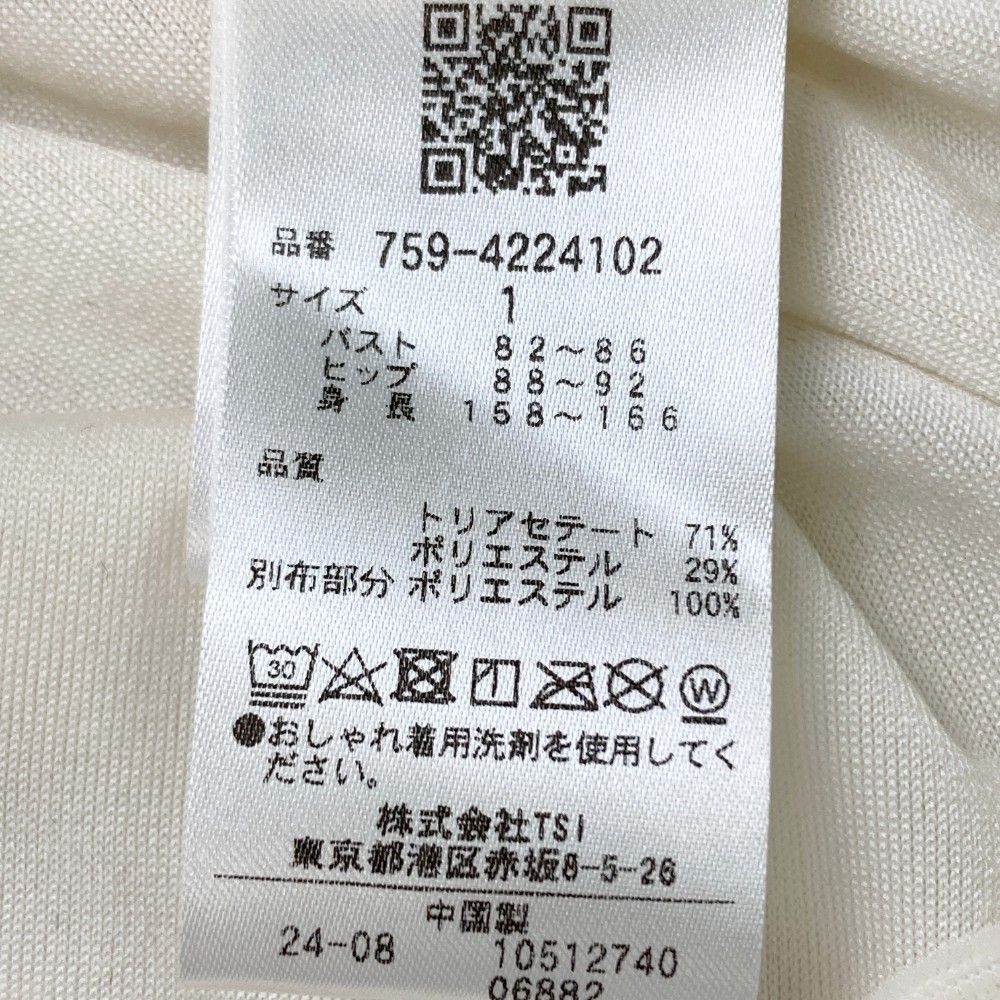 品番 759-4224102
サイズ 1
バスト 82～86
ヒップ 88～92
身長 158～166
品質
トリアセテート 71%
ポリエステル 29%
別布部分 ポリエステル 100%
30
W
●おしゃれ着用洗剤を使用してく
ださい。
株式会社TSI
東京都港区赤坂8-5-26
中国製
24-08 10512740
06882